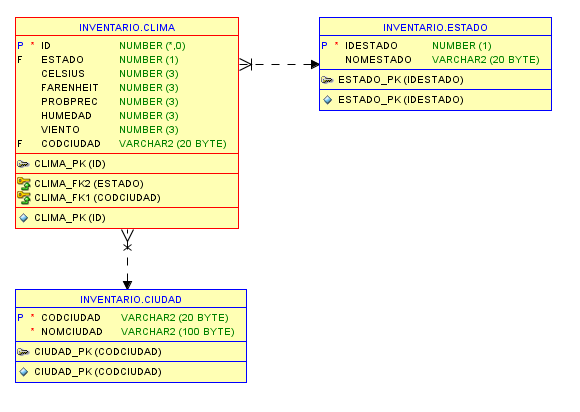 INVENTARIO.CLIMA
P * ID NUMBER (*,0)
F ESTADO NUMBER (1)
CELSIUS NUMBER (3)
FARENHEIT NUMBER (3)
PROBPREC NUMBER (3)
HUMEDAD NUMBER (3)
VIENTO NUMBER (3)
F CODCIUDAD VARCHAR2 (20 BYTE)
CLIMA_PK (ID)
CLIMA_FK2 (ESTADO)
CLIMA_FK1 (CODCIUDAD)
CLIMA_PK (ID)
INVENTARIO.ESTADO
P * IDESTADO NUMBER (1)
NOMESTADO VARCHAR2 (20 BYTE)
ESTADO_PK (IDESTADO)
ESTADO_PK (IDESTADO)
INVENTARIO.CIUDAD
P * CODCIUDAD VARCHAR2 (20 BYTE)
* NOMCIUDAD VARCHAR2 (100 BYTE)
CIUDAD_PK (CODCIUDAD)
CIUDAD_PK (CODCIUDAD)